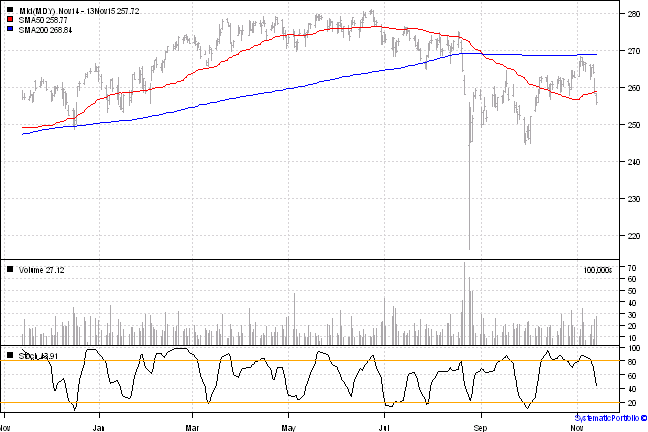 Mid(MDY), Nov14 - 13Nov15 257.72
SMA50 258.77
SMA200 268.84
280
270
260
250
240
230
220
Volume 27.12
100,000s
70
60
50
40
30
20
10
100
80
60
40
20
Nov
Jan
Mar
May
Jul
Sep
Nov
SystematicPortfolio ©